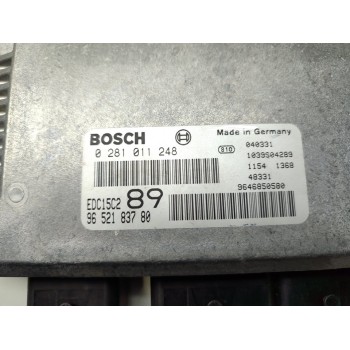 BOSCH
0 281 011 248
EDC15C2 89
96 521 837 80
Made in Germany
S10 040331
1039S04289
1154 1368
48331
9646850580